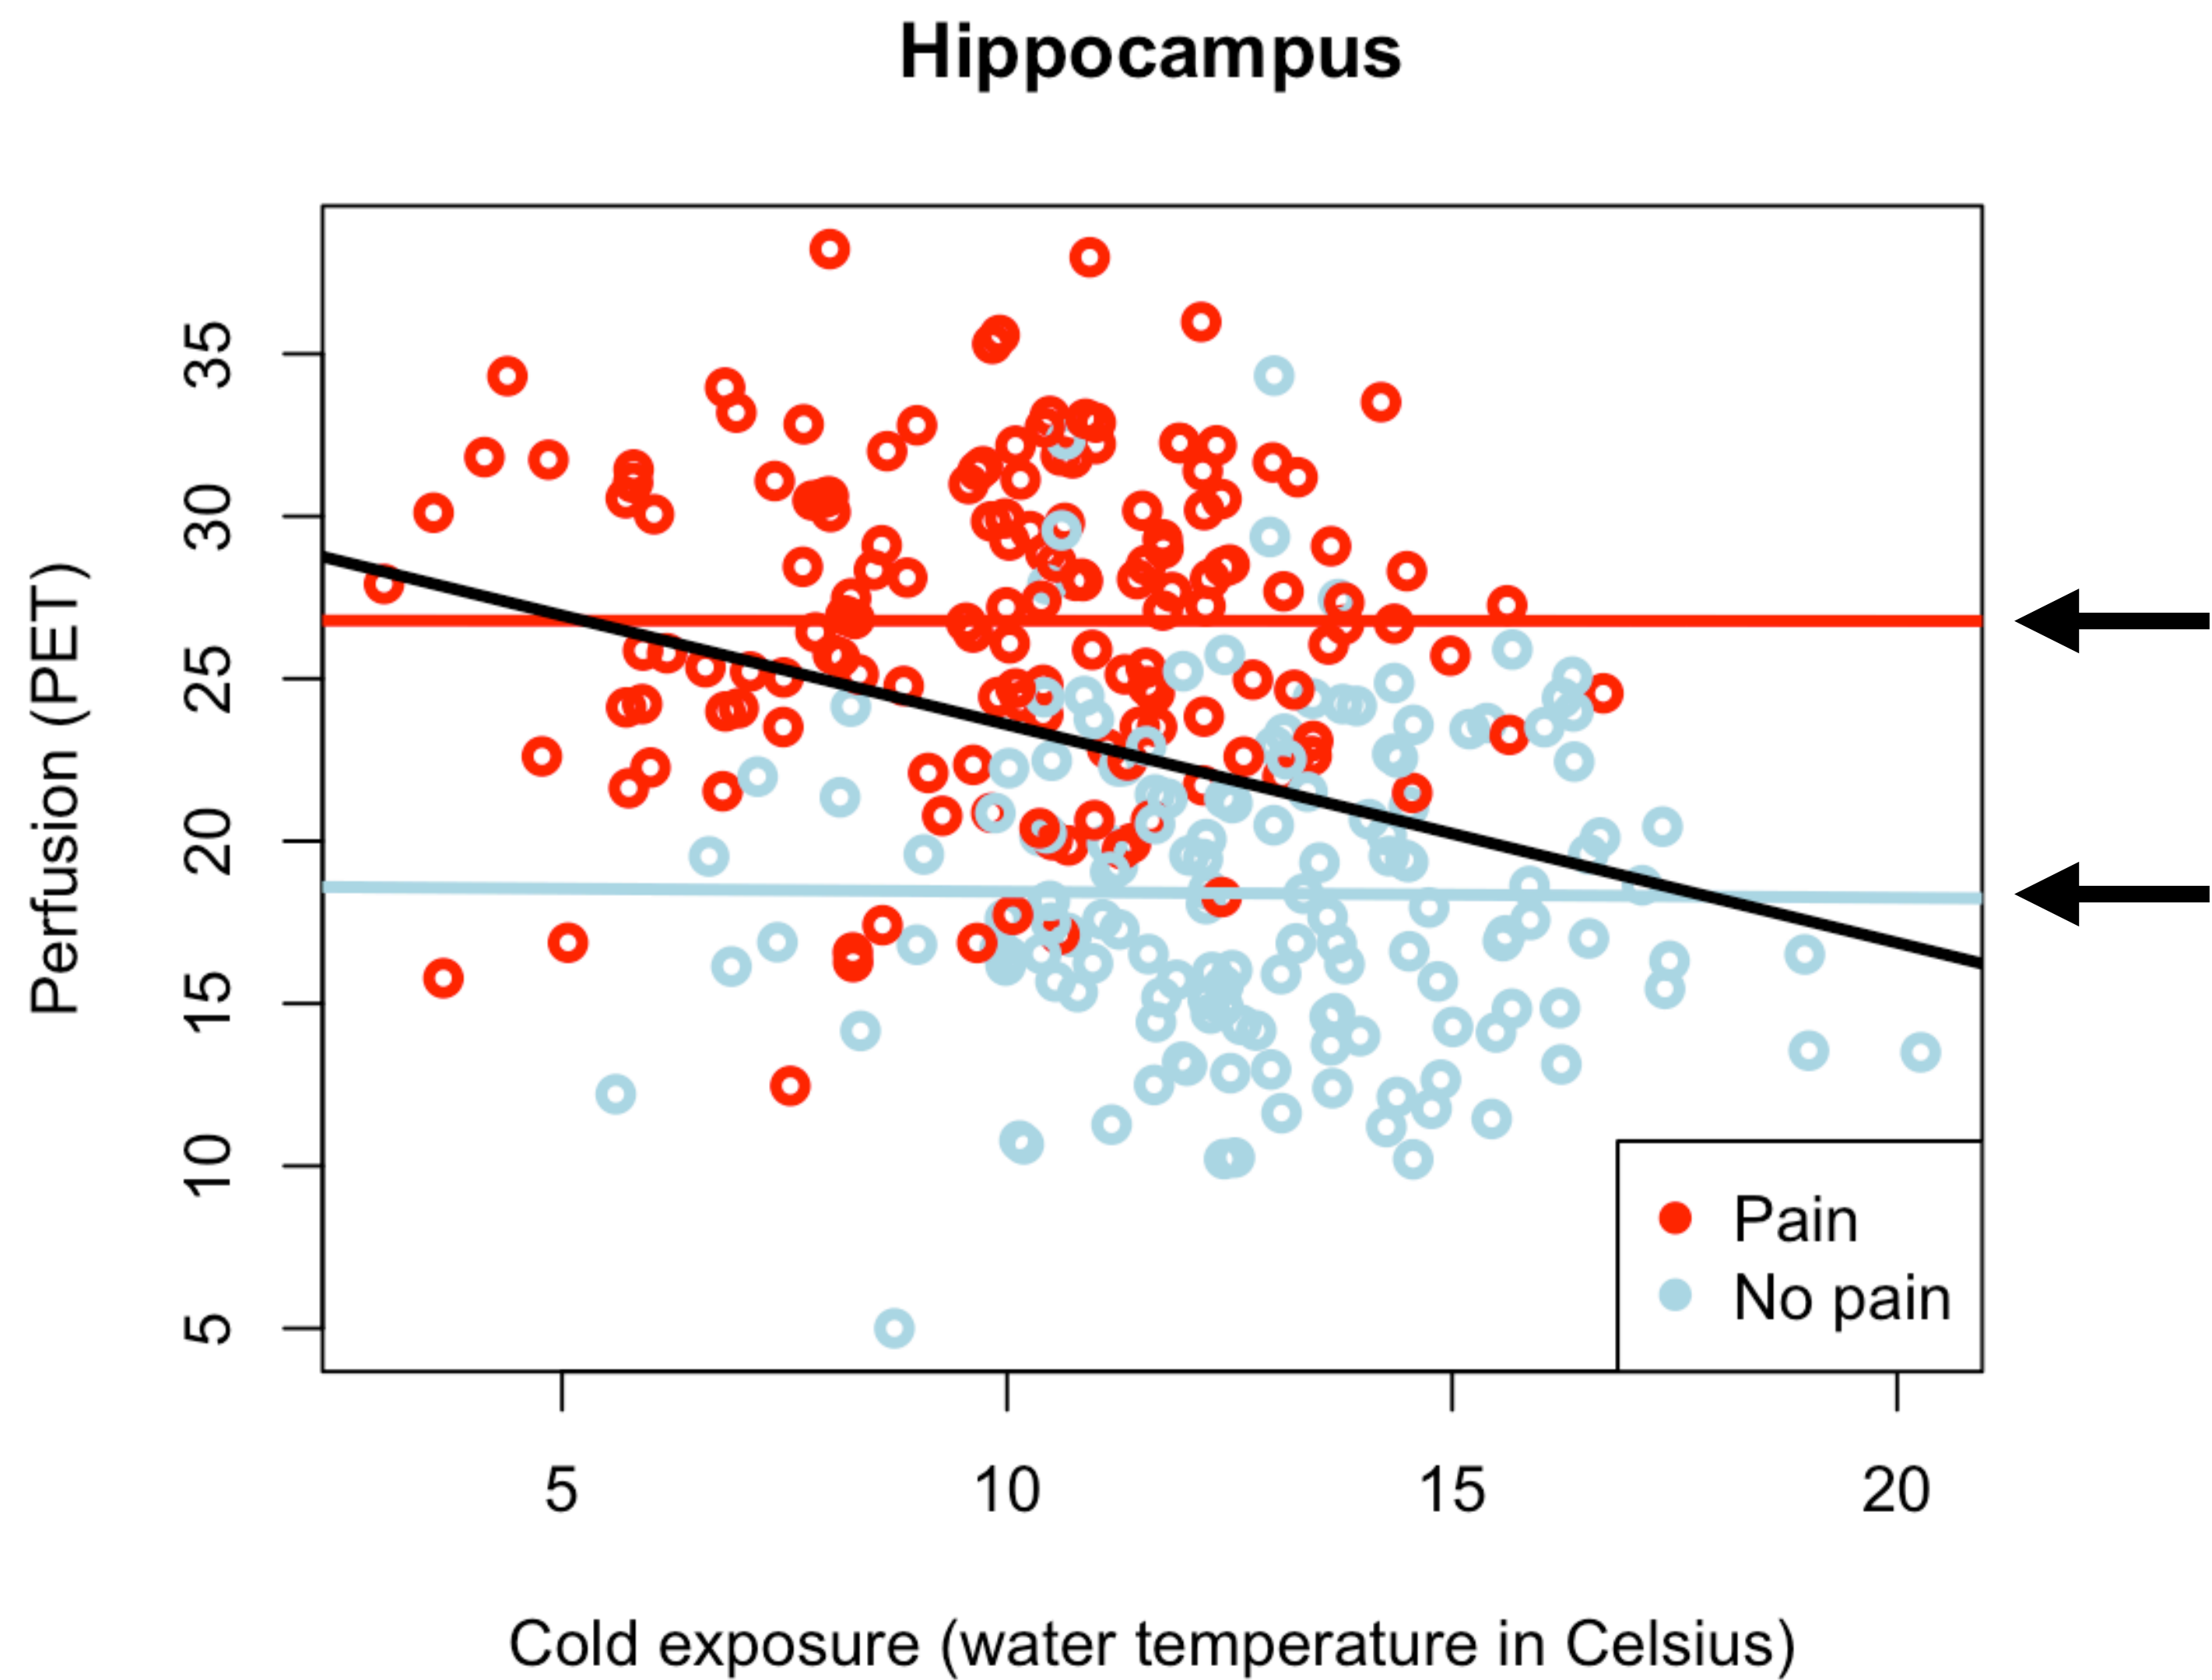 Hippocampus
Perfusion (PET)
35
30
25
20
15
10
5
Pain
No pain
5 10 15 20
Cold exposure (water temperature in Celsius)